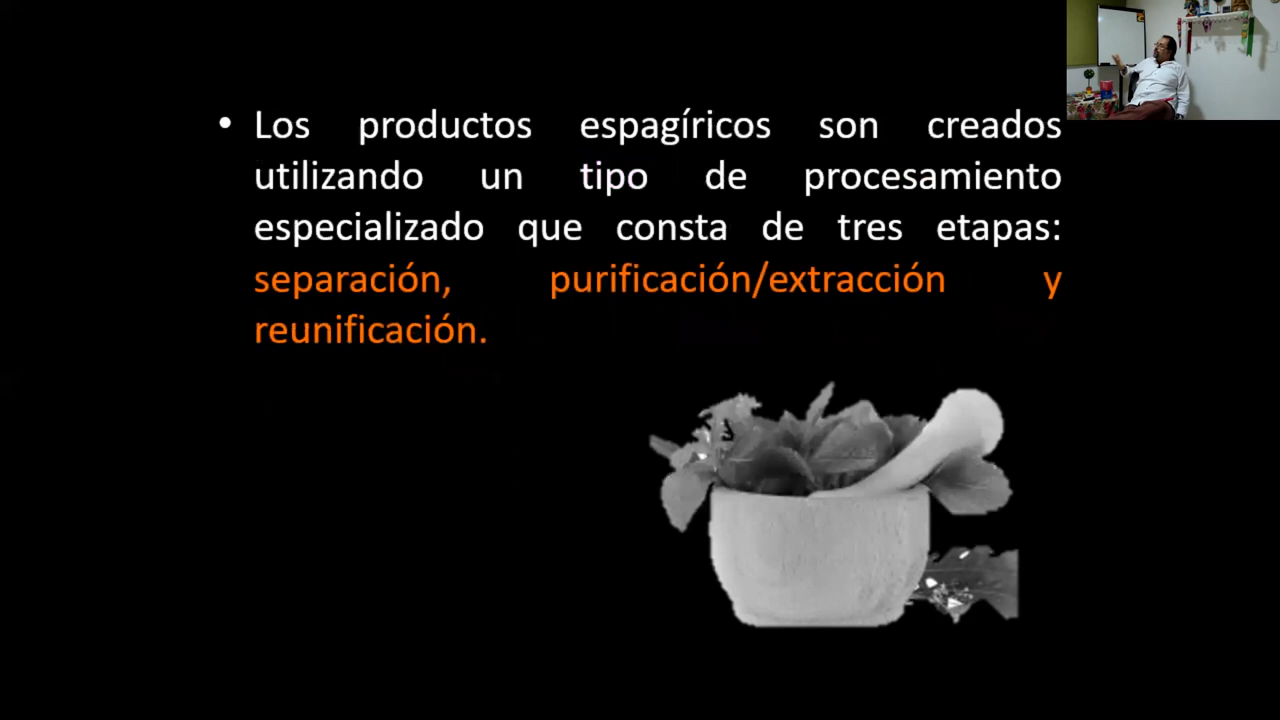 • Los productos espagíricos son creados
utilizando un tipo de procesamiento
especializado que consta de tres etapas:
separación, purificación/extracción y
reunificación.